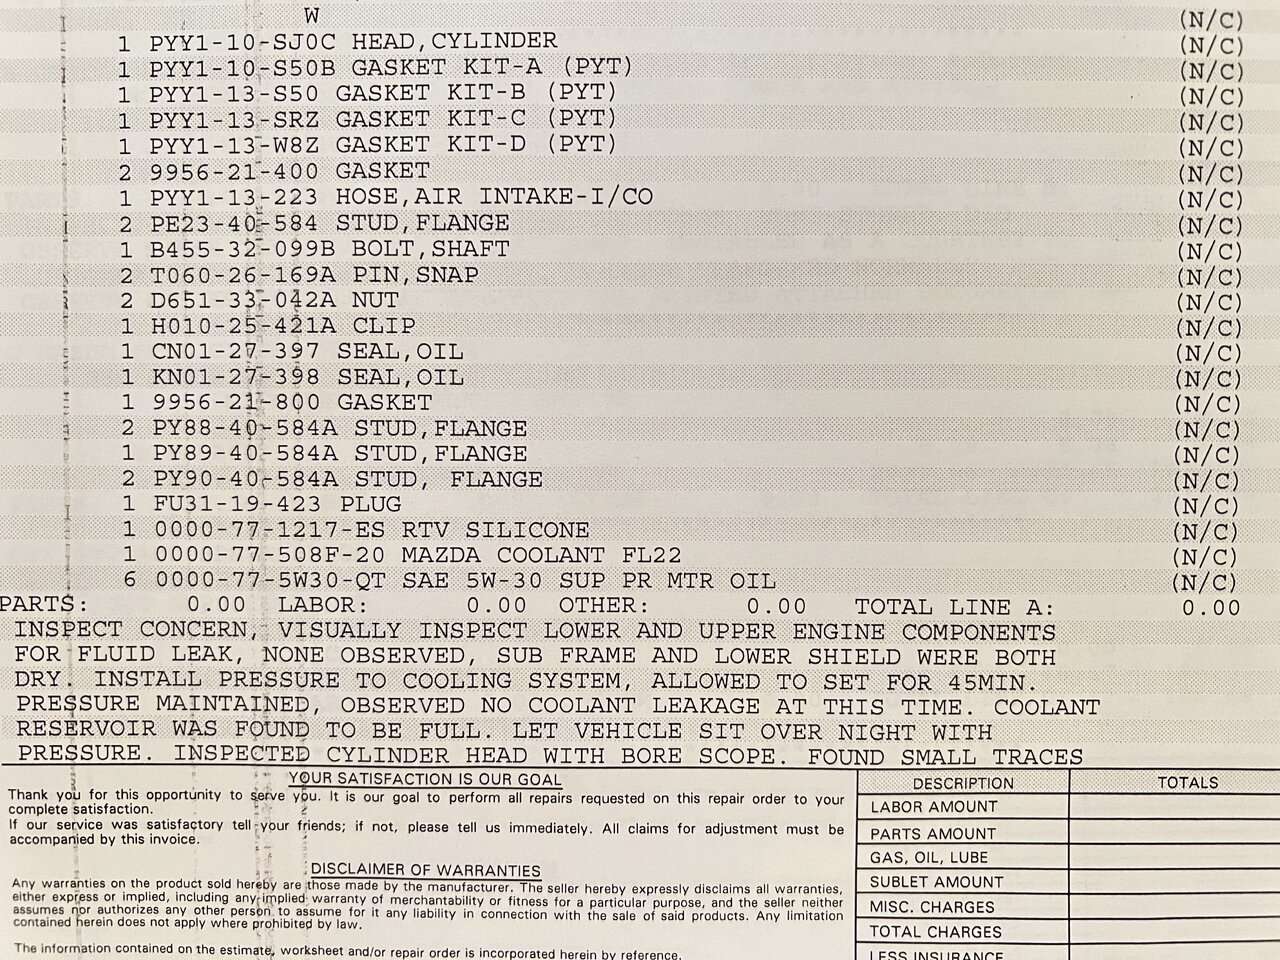 W (N/C)
1 PYY1-10-SJ0C HEAD,CYLINDER (N/C)
1 PYY1-10-S50B GASKET KIT-A (PYT) (N/C)
1 PYY1-13-S50 GASKET KIT-B (PYT) (N/C)
1 PYY1-13-SRZ GASKET KIT-C (PYT) (N/C)
1 PYY1-13-W8Z GASKET KIT-D (PYT) (N/C)
2 9956-21-400 GASKET (N/C)
1 PYY1-13-223 HOSE,AIR INTAKE-I/CO (N/C)
2 PE23-40-584 STUD,FLANGE (N/C)
1 B455-32-099B BOLT,SHAFT (N/C)
2 T060-26-169A PIN,SNAP (N/C)
2 D651-33-042A NUT (N/C)
1 H010-25-421A CLIP (N/C)
1 CN01-27-397 SEAL,OIL (N/C)
1 KN01-27-398 SEAL,OIL (N/C)
1 9956-21-800 GASKET (N/C)
2 PY88-40-584A STUD,FLANGE (N/C)
1 PY89-40-584A STUD,FLANGE (N/C)
2 PY90-40-584A STUD, FLANGE (N/C)
1 FU31-19-423 PLUG (N/C)
1 0000-77-1217-ES RTV SILICONE (N/C)
1 0000-77-508F-20 MAZDA COOLANT FL22 (N/C)
6 0000-77-5W30-QT SAE 5W-30 SUP PR MTR OIL (N/C)
PARTS: 0.00 LABOR: 0.00 OTHER: 0.00 TOTAL LINE A: 0.00
INSPECT CONCERN, VISUALLY INSPECT LOWER AND UPPER ENGINE COMPONENTS
FOR FLUID LEAK, NONE OBSERVED, SUB FRAME AND LOWER SHIELD WERE BOTH
DRY. INSTALL PRESSURE TO COOLING SYSTEM, ALLOWED TO SET FOR 45MIN.
PRESSURE MAINTAINED, OBSERVED NO COOLANT LEAKAGE AT THIS TIME. COOLANT
RESERVOIR WAS FOUND TO BE FULL. LET VEHICLE SIT OVER NIGHT WITH
PRESSURE. INSPECTED CYLINDER HEAD WITH BORE SCOPE. FOUND SMALL TRACES
YOUR SATISFACTION IS OUR GOAL
Thank you for this opportunity to serve you. It is our goal to perform all repairs requested on this repair order to your
complete satisfaction.
If our service was satisfactory tell your friends; if not, please tell us immediately. All claims for adjustment must be
accompanied by this invoice.
DISCLAIMER OF WARRANTIES
Any warranties on the product sold hereby are those made by the manufacturer. The seller hereby expressly disclaims all warranties,
either express or implied, including any implied warranty of merchantability or fitness for a particular purpose, and the seller neither
assumes nor authorizes any other person to assume for it any liability in connection with the sale of said products. Any limitation
contained herein does not apply where prohibited by law.
The information contained on the estimate, worksheet and/or repair order is incorporated herein by reference.
DESCRIPTION TOTALS
LABOR AMOUNT
PARTS AMOUNT
GAS, OIL, LUBE
SUBLET AMOUNT
MISC. CHARGES
TOTAL CHARGES
LESS INSURANCE